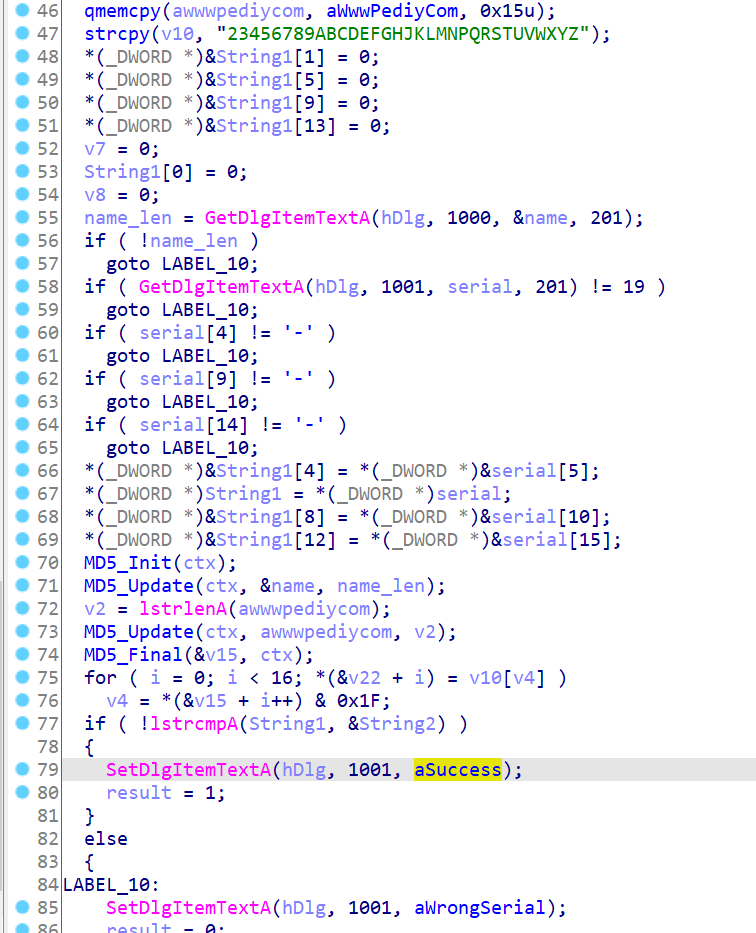 46 qmemcpy(awwwpediycom, aWwwPediyCom, 0x15u);
47 strcpy(v10, "23456789ABCDEFGHJKLMNPQRSTUVWXYZ");
48 *(_DWORD *)&String1[1] = 0;
49 *(_DWORD *)&String1[5] = 0;
50 *(_DWORD *)&String1[9] = 0;
51 *(_DWORD *)&String1[13] = 0;
52 v7 = 0;
53 String1[0] = 0;
54 v8 = 0;
55 name_len = GetDlgItemTextA(hDlg, 1000, &name, 201);
56 if ( !name_len )
57 goto LABEL_10;
58 if ( GetDlgItemTextA(hDlg, 1001, serial, 201) != 19 )
59 goto LABEL_10;
60 if ( serial[4] != '-' )
61 goto LABEL_10;
62 if ( serial[9] != '-' )
63 goto LABEL_10;
64 if ( serial[14] != '-' )
65 goto LABEL_10;
66 *(_DWORD *)&String1[4] = *(_DWORD *)&serial[5];
67 *(_DWORD *)String1 = *(_DWORD *)serial;
68 *(_DWORD *)&String1[8] = *(_DWORD *)&serial[10];
69 *(_DWORD *)&String1[12] = *(_DWORD *)&serial[15];
70 MD5_Init(ctx);
71 MD5_Update(ctx, &name, name_len);
72 v2 = lstrlenA(awwwpediycom);
73 MD5_Update(ctx, awwwpediycom, v2);
74 MD5_Final(&v15, ctx);
75 for ( i = 0; i < 16; *(&v22 + i) = v10[v4] )
76 v4 = *(&v15 + i++) & 0x1F;
77 if ( !lstrcmpA(String1, &String2) )
78 {
79 SetDlgItemTextA(hDlg, 1001, aSuccess);
80 result = 1;
81 }
82 else
83 {
84 LABEL_10:
85 SetDlgItemTextA(hDlg, 1001, aWrongSerial);
86 result = 0;